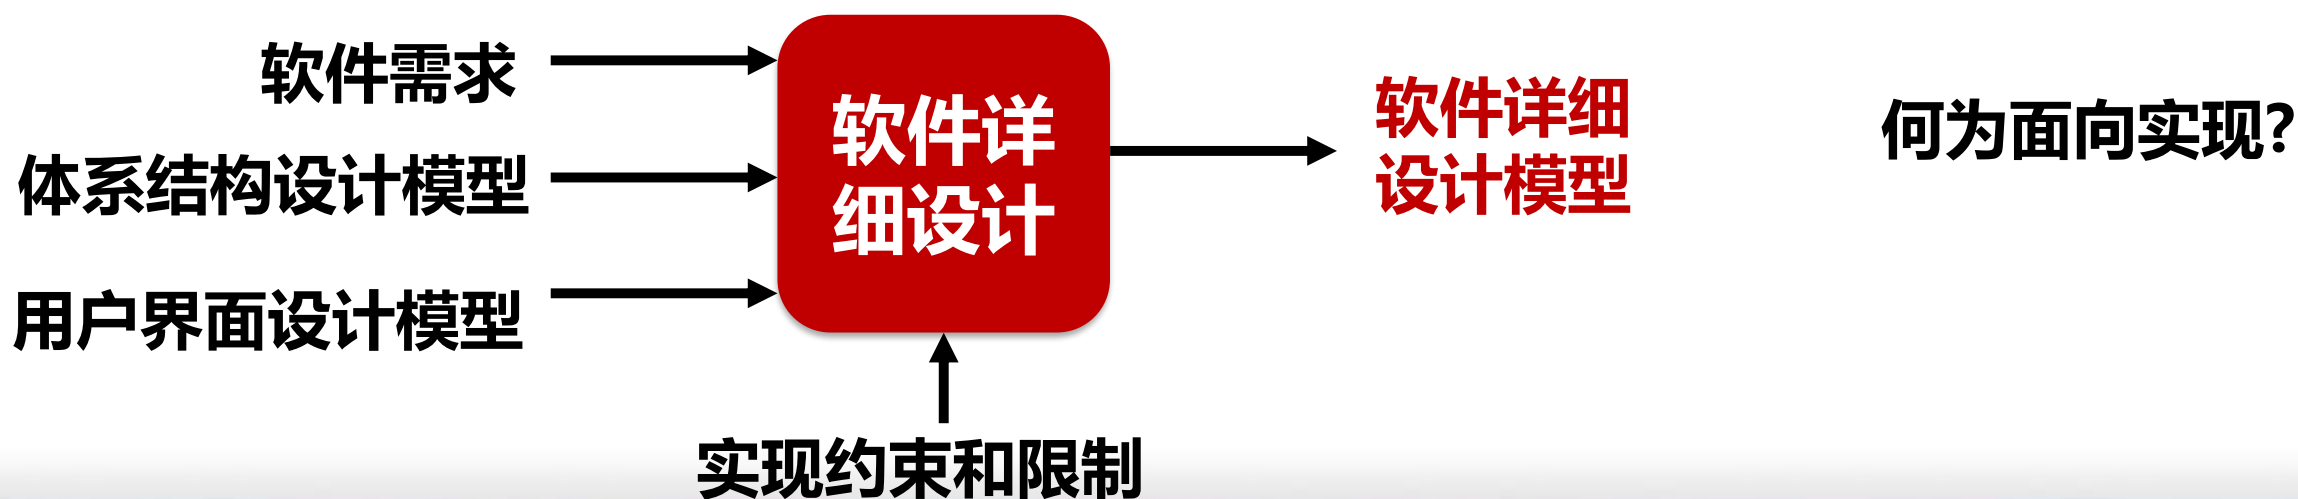 软件需求
体系结构设计模型
用户界面设计模型
软件详
细设计
实现约束和限制
软件详细
设计模型
何为面向实现?